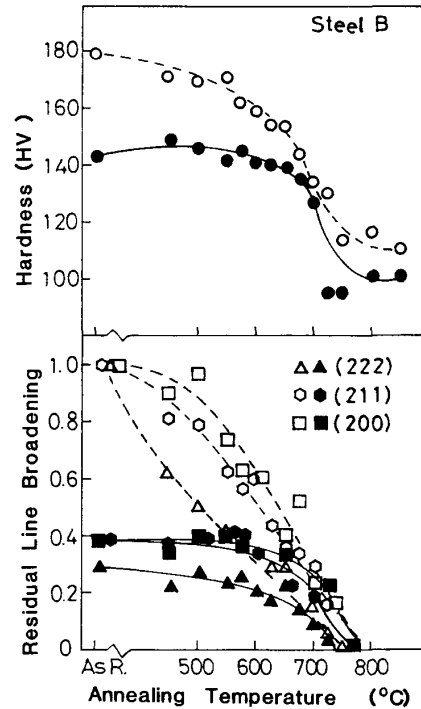 Steel B
180
160
140
120
100
Hardness (HV)
1.0
0.8
0.6
0.4
0.2
0
Residual Line Broadening
△▲(222)
⬡⬢(211)
□■(200)
As R. 500 600 700 800
Annealing Temperature (°C)